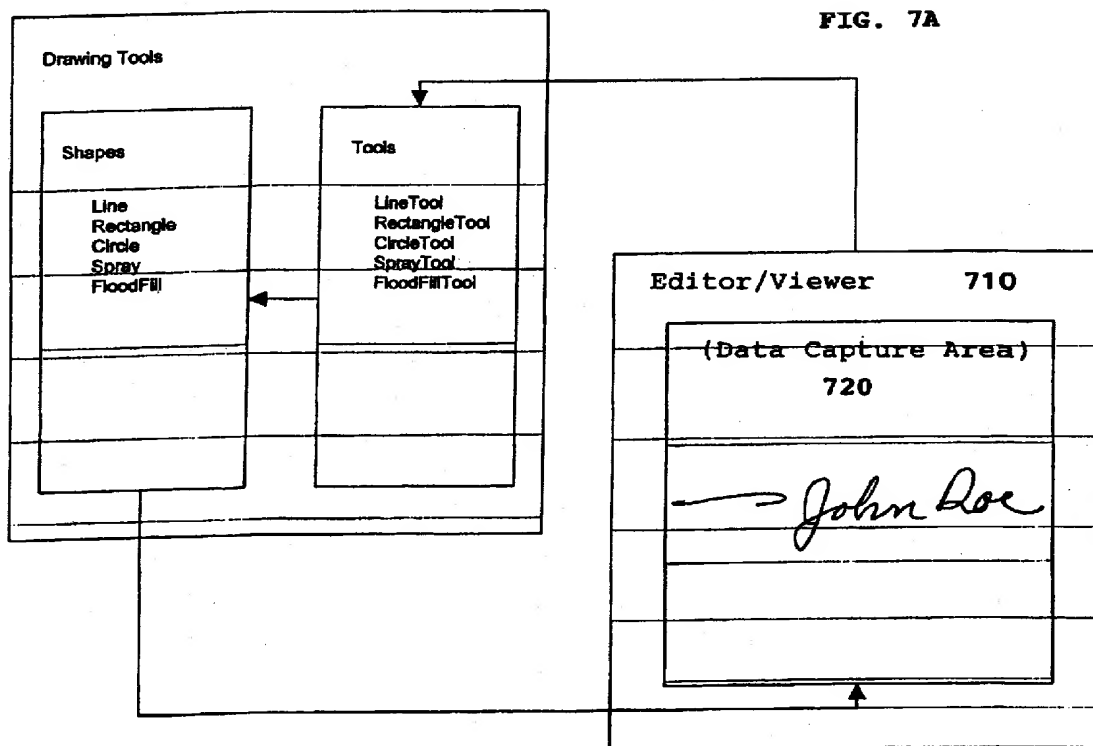 FIG. 7A
Drawing Tools
Shapes
Line
Rectangle
Circle
Spray
FloodFill
Tools
LineTool
RectangleTool
CircleTool
SprayTool
FloodFillTool
Editor/Viewer 710
(Data Capture Area)
720
John Doe